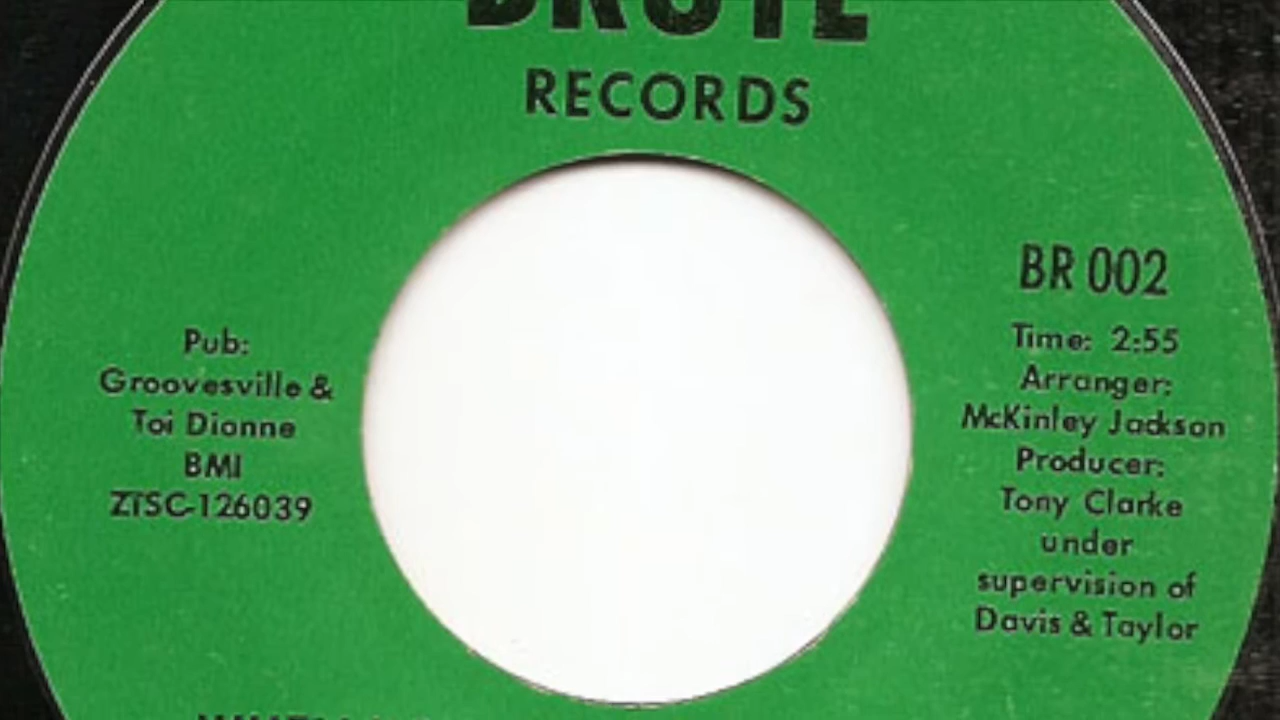 BRUTE
RECORDS
BR 002
Time: 2:55
Arranger:
McKinley Jackson
Producer:
Tony Clarke
under
supervision of
Davis & Taylor
Pub:
Groovesville &
Toi Dionne
BMI
ZTSC-126039